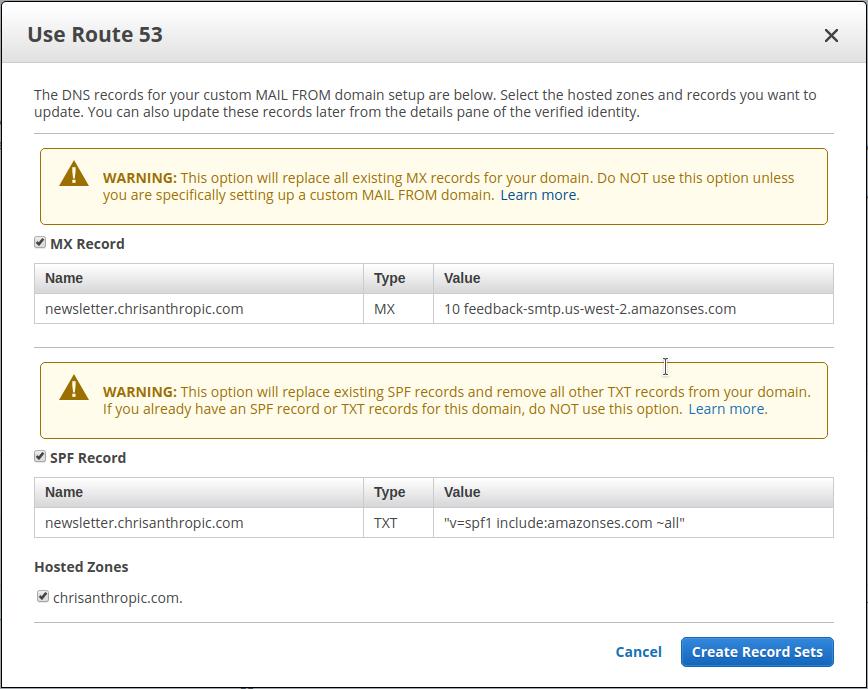 Use Route 53
The DNS records for your custom MAIL FROM domain setup are below. Select the hosted zones and records you want to
update. You can also update these records later from the details pane of the verified identity.
WARNING: This option will replace all existing MX records for your domain. Do NOT use this option unless
you are specifically setting up a custom MAIL FROM domain. Learn more.
MX Record
Name Type Value
newsletter.chrisanthropic.com MX 10 feedback-smtp.us-west-2.amazonses.com
WARNING: This option will replace existing SPF records and remove all other TXT records from your domain.
If you already have an SPF record or TXT records for this domain, do NOT use this option. Learn more.
SPF Record
Name Type Value
newsletter.chrisanthropic.com TXT "v=spf1 include:amazonses.com ~all"
Hosted Zones
chrisanthropic.com.
Cancel Create Record Sets